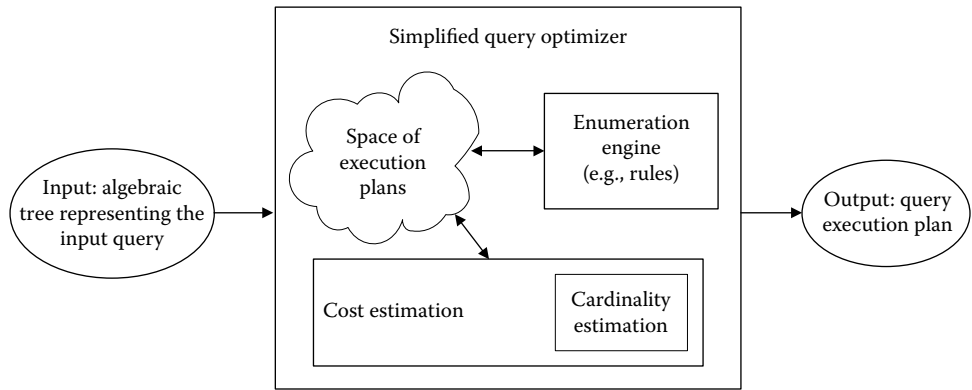 Simplified query optimizer
Space of
execution
plans
Enumeration
engine
(e.g., rules)
Input: algebraic
tree representing the
input query
Output: query
execution plan
Cost estimation
Cardinality
estimation